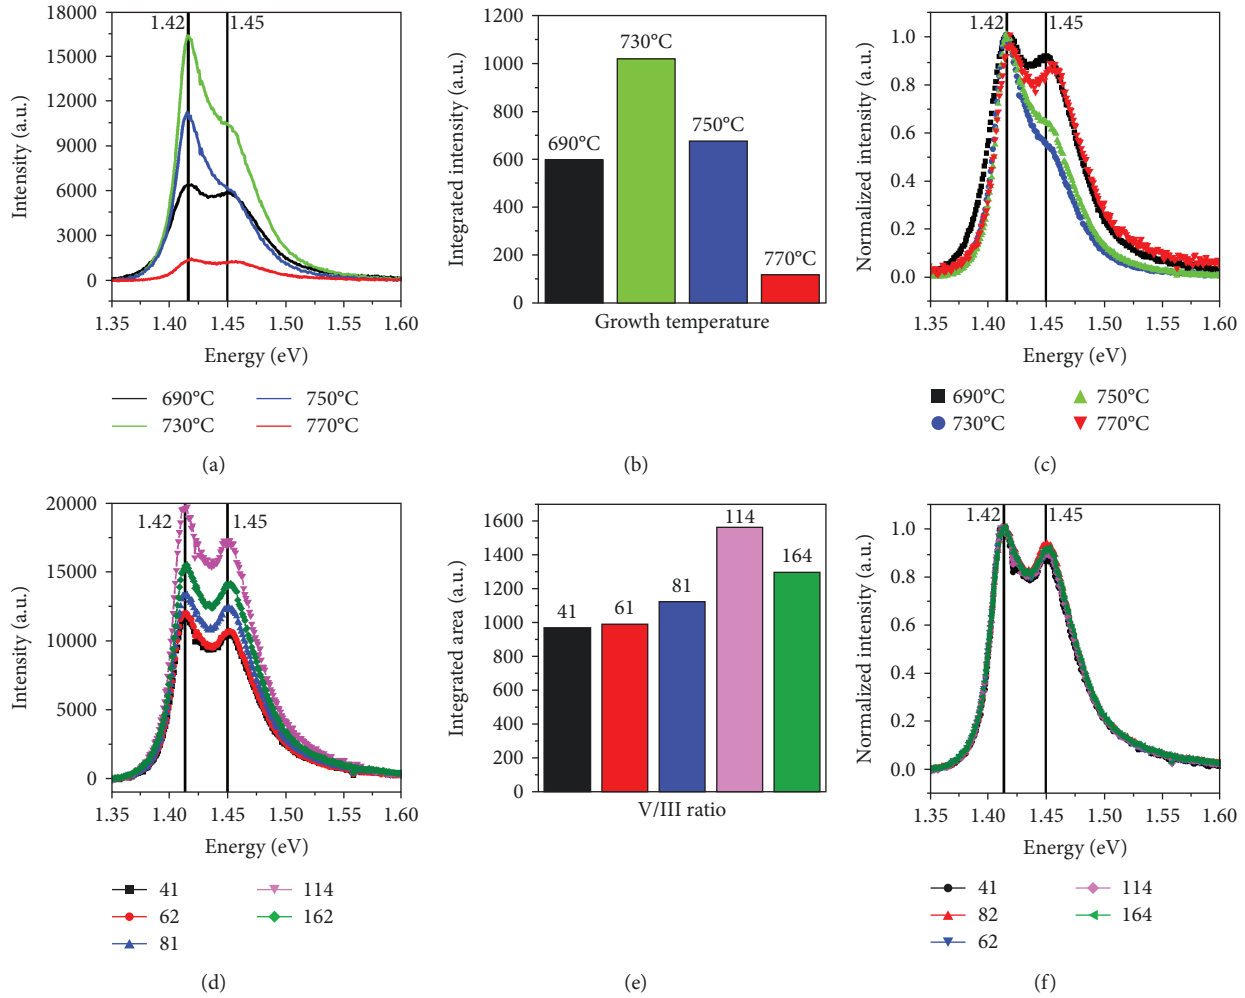 18000
15000
12000
9000
6000
3000
0
Intensity (a.u.)
1.42
1.45
1.35 1.40 1.45 1.50 1.55 1.60
Energy (eV)
690°C 750°C
730°C 770°C
(a)
1200
1000
800
600
400
200
0
Integrated intensity (a.u.)
690°C
730°C
750°C
770°C
Growth temperature
(b)
1.0
0.8
0.6
0.4
0.2
0.0
Normalized intensity (a.u.)
1.42
1.45
1.35 1.40 1.45 1.50 1.55 1.60
Energy (eV)
690°C 750°C
730°C 770°C
(c)
20000
15000
10000
5000
0
Intensity (a.u.)
1.42
1.45
1.35 1.40 1.45 1.50 1.55 1.60
Energy (eV)
41 114
62 162
81
(d)
1600
1400
1200
1000
800
600
400
200
0
Integrated area (a.u.)
41
61
81
114
164
V/III ratio
(e)
1.0
0.8
0.6
0.4
0.2
0.0
Normalized intensity (a.u.)
1.42
1.45
1.35 1.40 1.45 1.50 1.55 1.60
Energy (eV)
41 114
82 164
62
(f)